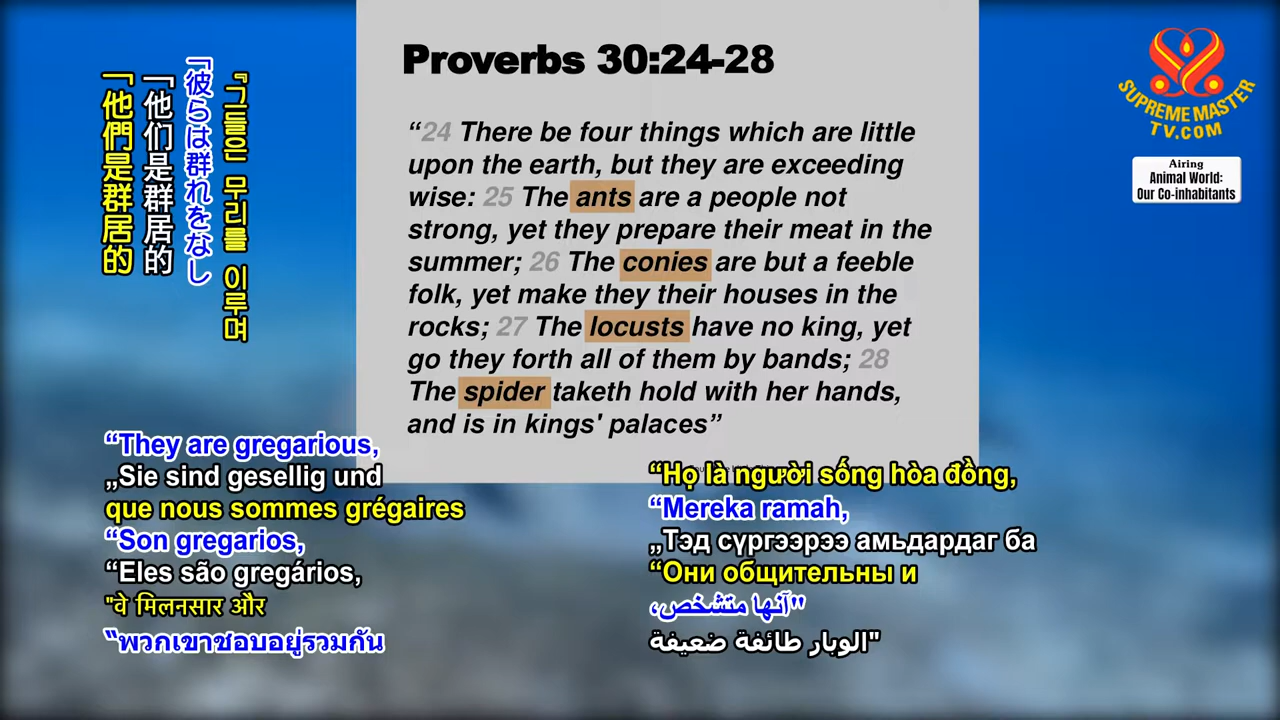 Proverbs 30:24-28
“24 There be four things which are little
upon the earth, but they are exceeding
wise: 25 The ants are a people not
strong, yet they prepare their meat in the
summer; 26 The conies are but a feeble
folk, yet make they their houses in the
rocks; 27 The locusts have no king, yet
go they forth all of them by bands; 28
The spider taketh hold with her hands,
and is in kings' palaces”
SUPREME MASTER
TV.COM
Airing
Animal World:
Our Co-inhabitants
『그들은 무리를 이루며
「彼らは群れをなし
「他们是群居的
「他們是群居的
“They are gregarious,
„Sie sind gesellig und
que nous sommes grégaires
“Son gregarios,
“Eles são gregários,
"वे मिलनसार और
“พวกเขาชอบอยู่รวมกัน
“Họ là người sống hòa đồng,
“Mereka ramah,
„Тэд сүргээрээ амьдардаг ба
“Они общительны и
"آنها متشخص،
"الوبار طائفة ضعيفة